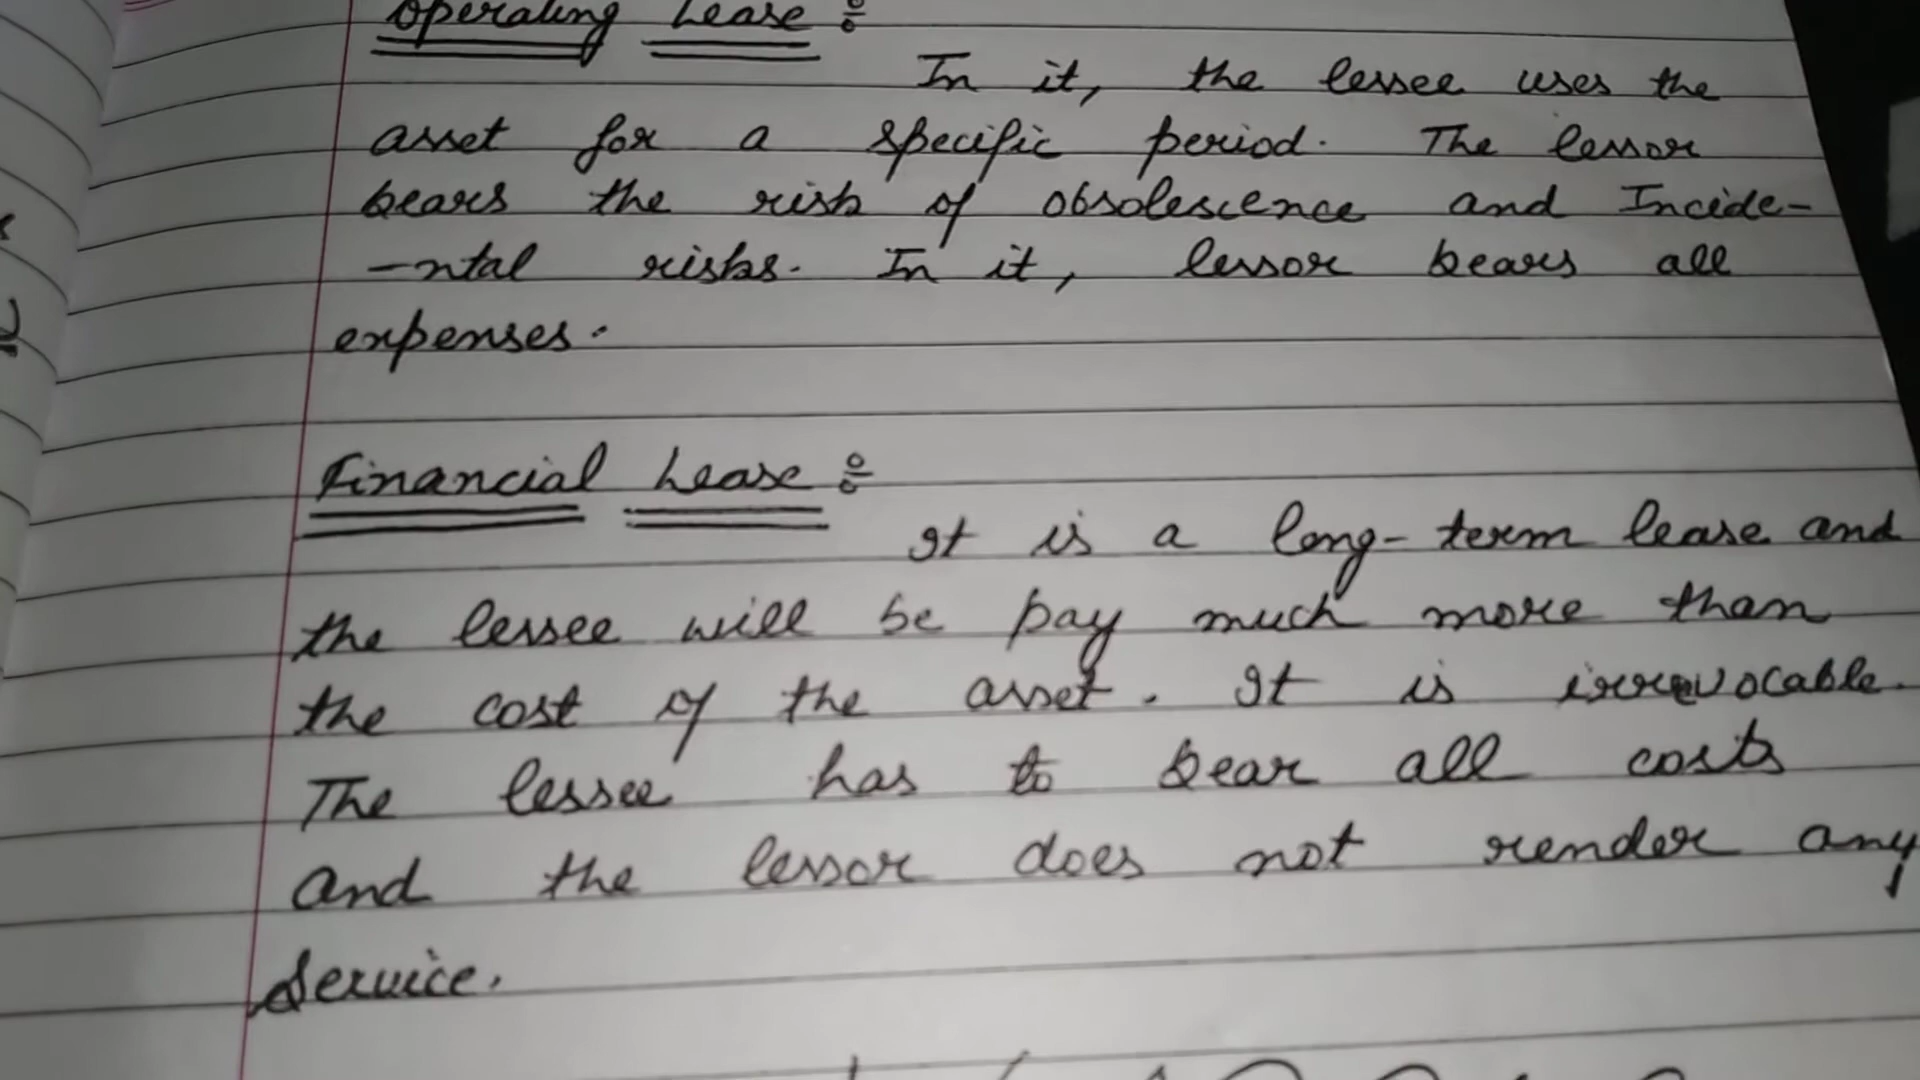 Operating Lease :
In it, the lessee uses the
asset for a specific period. The lessor
bears the risk of obsolescence and Incide-
-ntal risks. In it, lessor bears all
expenses.
Financial Lease :
It is a long-term lease and
the lessee will be pay much more than
the cost of the asset. It is irrevocable.
The lessee has to bear all costs
and the lessor does not render any
service.